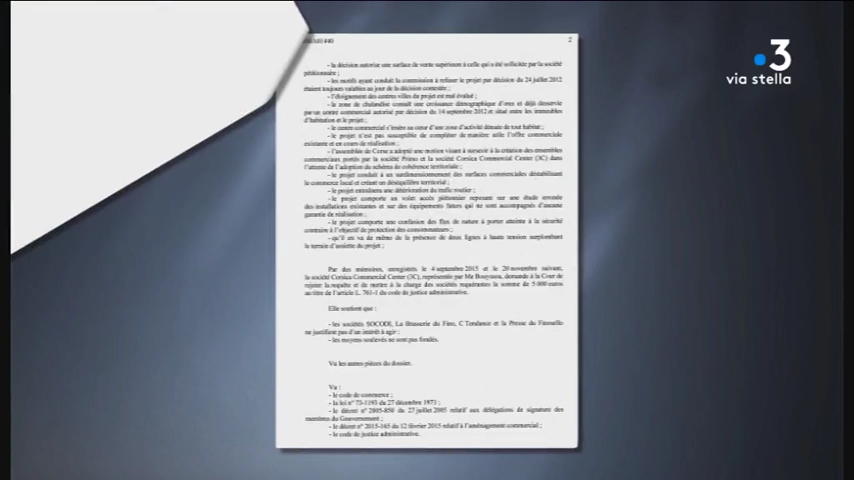 2
- la décision autorise une surface de vente supérieure à celle qui a été sollicitée par la société
pétitionnaire ;
- les motifs ayant conduit la commission à refuser le projet par décision du 24 juillet 2012
étaient toujours valables au jour de la décision contestée ;
- l'éloignement des centres villes du projet est mal évalué ;
- la zone de chalandise connaît une croissance démographique d'ores et déjà desservie
par un centre commercial autorisé par décision du 14 septembre 2012 et situé entre les immeubles
d'habitation et le projet ;
- le centre commercial s'insère au cœur d'une zone d'activité dénuée de tout habitat ;
- le projet n'est pas susceptible de compléter de manière utile l'offre commerciale
existante et en cours de réalisation ;
- l'assemblée de Corse a adopté une motion visant à surseoir à la création des ensembles
commerciaux portés par la société Primo et la société Corsica Commercial Center (3C) dans
l'attente de l'adoption du schéma de cohérence territoriale ;
- le projet conduit à un surdimensionnement des surfaces commerciales déstabilisant
le commerce local et créant un déséquilibre territorial ;
- le projet entraînera une détérioration du trafic routier ;
- le projet comporte un volet accès piétonnier reposant sur une étude erronée
des installations existantes et sur des équipements futurs qui ne sont accompagnés d'aucune
garantie de réalisation ;
- le projet comporte une confusion des flux de nature à porter atteinte à la sécurité
contraire à l'objectif de protection des consommateurs ;
- qu'il en va de même de la présence de deux lignes à haute tension surplombant
le terrain d'assiette du projet ;
Par des mémoires, enregistrés le 4 septembre 2015 et le 20 novembre suivant,
la société Corsica Commercial Center (3C), représentée par Me Bouyssou, demande à la Cour de
rejeter la requête et de mettre à la charge des sociétés requérantes la somme de 5 000 euros
au titre de l'article L. 761-1 du code de justice administrative.
Elle soutient que :
- les sociétés SOCODI, La Brasserie du Fino, C Tendance et la Presse du
ne justifient pas d'un intérêt à agir ;
- les moyens soulevés ne sont pas fondés.
Vu les autres pièces du dossier.
Vu :
- le code de commerce ;
- la loi n° 73-1193 du 27 décembre 1973 ;
- le décret n° 2005-850 du 27 juillet 2005 relatif aux délégations de signature des
membres du Gouvernement ;
- le décret n° 2015-165 du 12 février 2015 relatif à l'aménagement commercial ;
- le code de justice administrative.
3
via stella